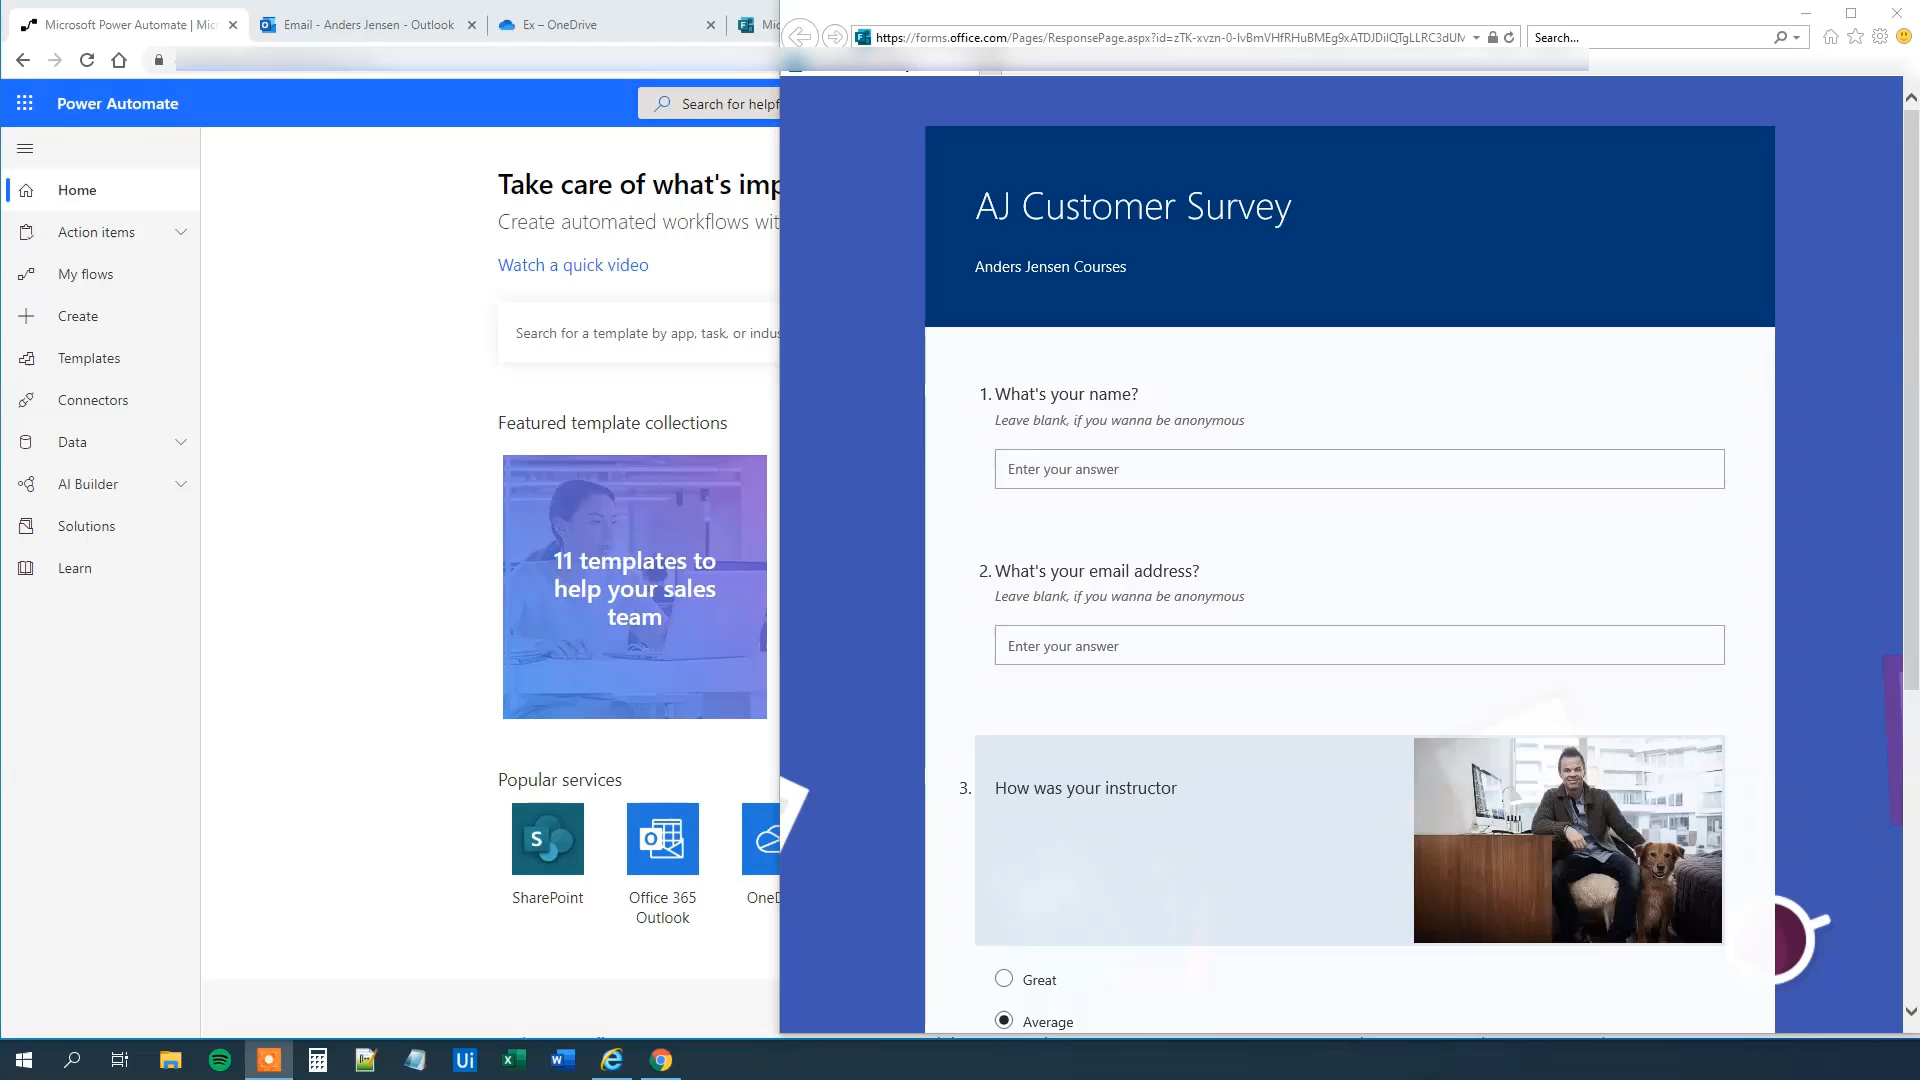 Microsoft Power Automate | Mic
Email - Anders Jensen - Outlook
Ex – OneDrive
Mic
https://forms.office.com/Pages/ResponsePage.aspx?id=zTK-xvzn-0-IvBmVHfRHuBMEg9xATDJDilQTgLLRC3dUM
Search...
Power Automate
Search for helpf
Home
Action items
My flows
Create
Templates
Connectors
Data
AI Builder
Solutions
Learn
Take care of what's imp
Create automated workflows wit
Watch a quick video
Search for a template by app, task, or indus
Featured template collections
11 templates to
help your sales
team
Popular services
S
SharePoint
Office 365
Outlook
OneD
AJ Customer Survey
Anders Jensen Courses
1. What's your name?
Leave blank, if you wanna be anonymous
Enter your answer
2. What's your email address?
Leave blank, if you wanna be anonymous
Enter your answer
3. How was your instructor
Great
Average
Ui